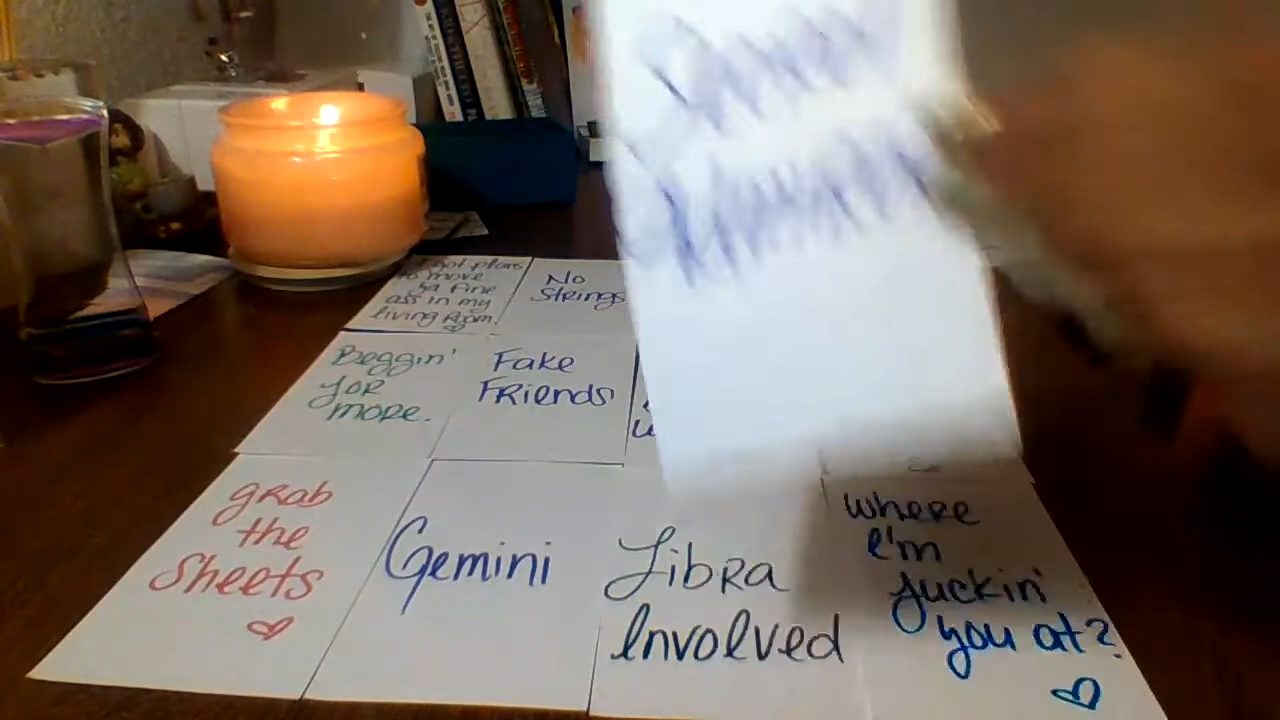 I got plans
to move
ya fine
ass in my
living room.
No
Strings
Beggin'
for
more.
Fake
Friends
grab
the
Sheets
Gemini
Libra
Involved
where
I'm
fuckin'
you at?